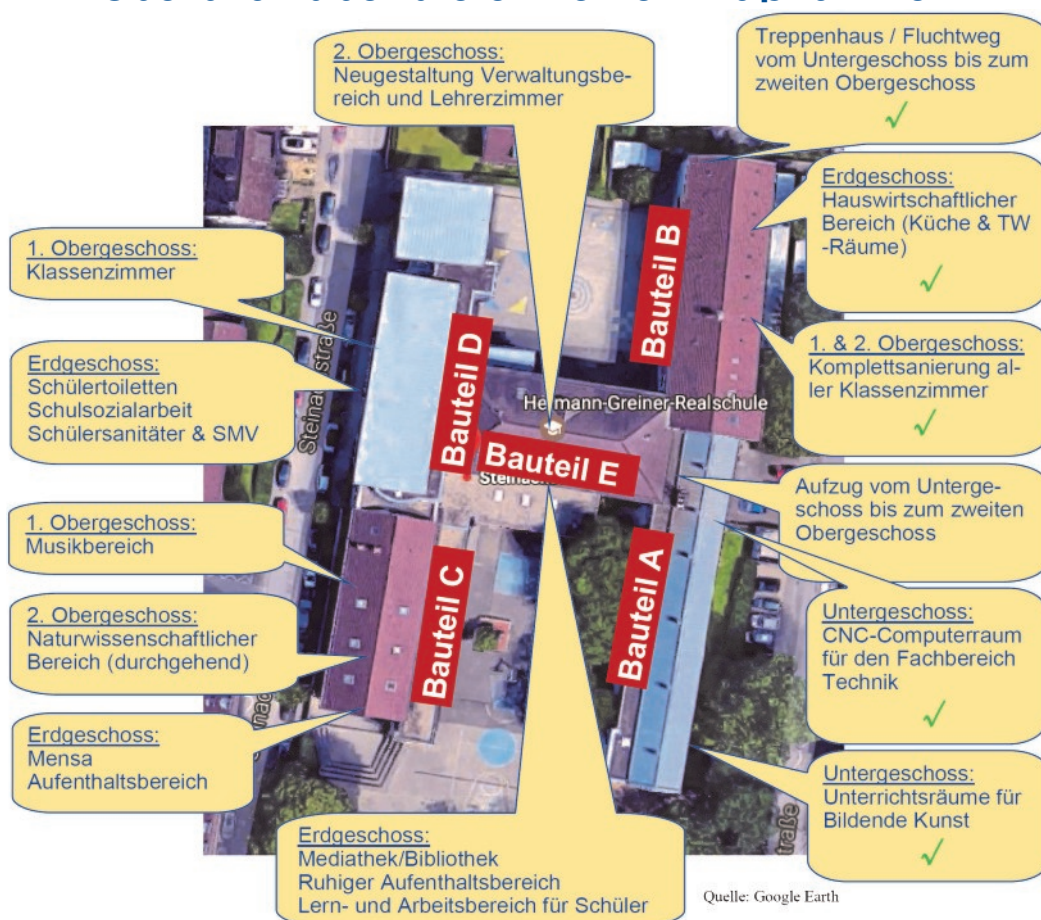 2. Obergeschoss:
Neugestaltung Verwaltungsbe-
reich und Lehrerzimmer
Treppenhaus / Fluchtweg
vom Untergeschoss bis zum
zweiten Obergeschoss
√
Erdgeschoss:
Hauswirtschaftlicher
Bereich (Küche & TW
-Räume)
√
1. Obergeschoss:
Klassenzimmer
1. & 2. Obergeschoss:
Komplettsanierung al-
ler Klassenzimmer
√
Erdgeschoss:
Schülertoiletten
Schulsozialarbeit
Schülersanitäter & SMV
Bauteil B
Bauteil D
Hermann-Greiner-Realschule
Bauteil E
Aufzug vom Unterge-
schoss bis zum zweiten
Obergeschoss
1. Obergeschoss:
Musikbereich
Bauteil C
Bauteil A
2. Obergeschoss:
Naturwissenschaftlicher
Bereich (durchgehend)
Untergeschoss:
CNC-Computerraum
für den Fachbereich
Technik
√
Erdgeschoss:
Mensa
Aufenthaltsbereich
Untergeschoss:
Unterrichtsräume für
Bildende Kunst
√
Erdgeschoss:
Mediathek/Bibliothek
Ruhiger Aufenthaltsbereich
Lern- und Arbeitsbereich für Schüler
Quelle: Google Earth